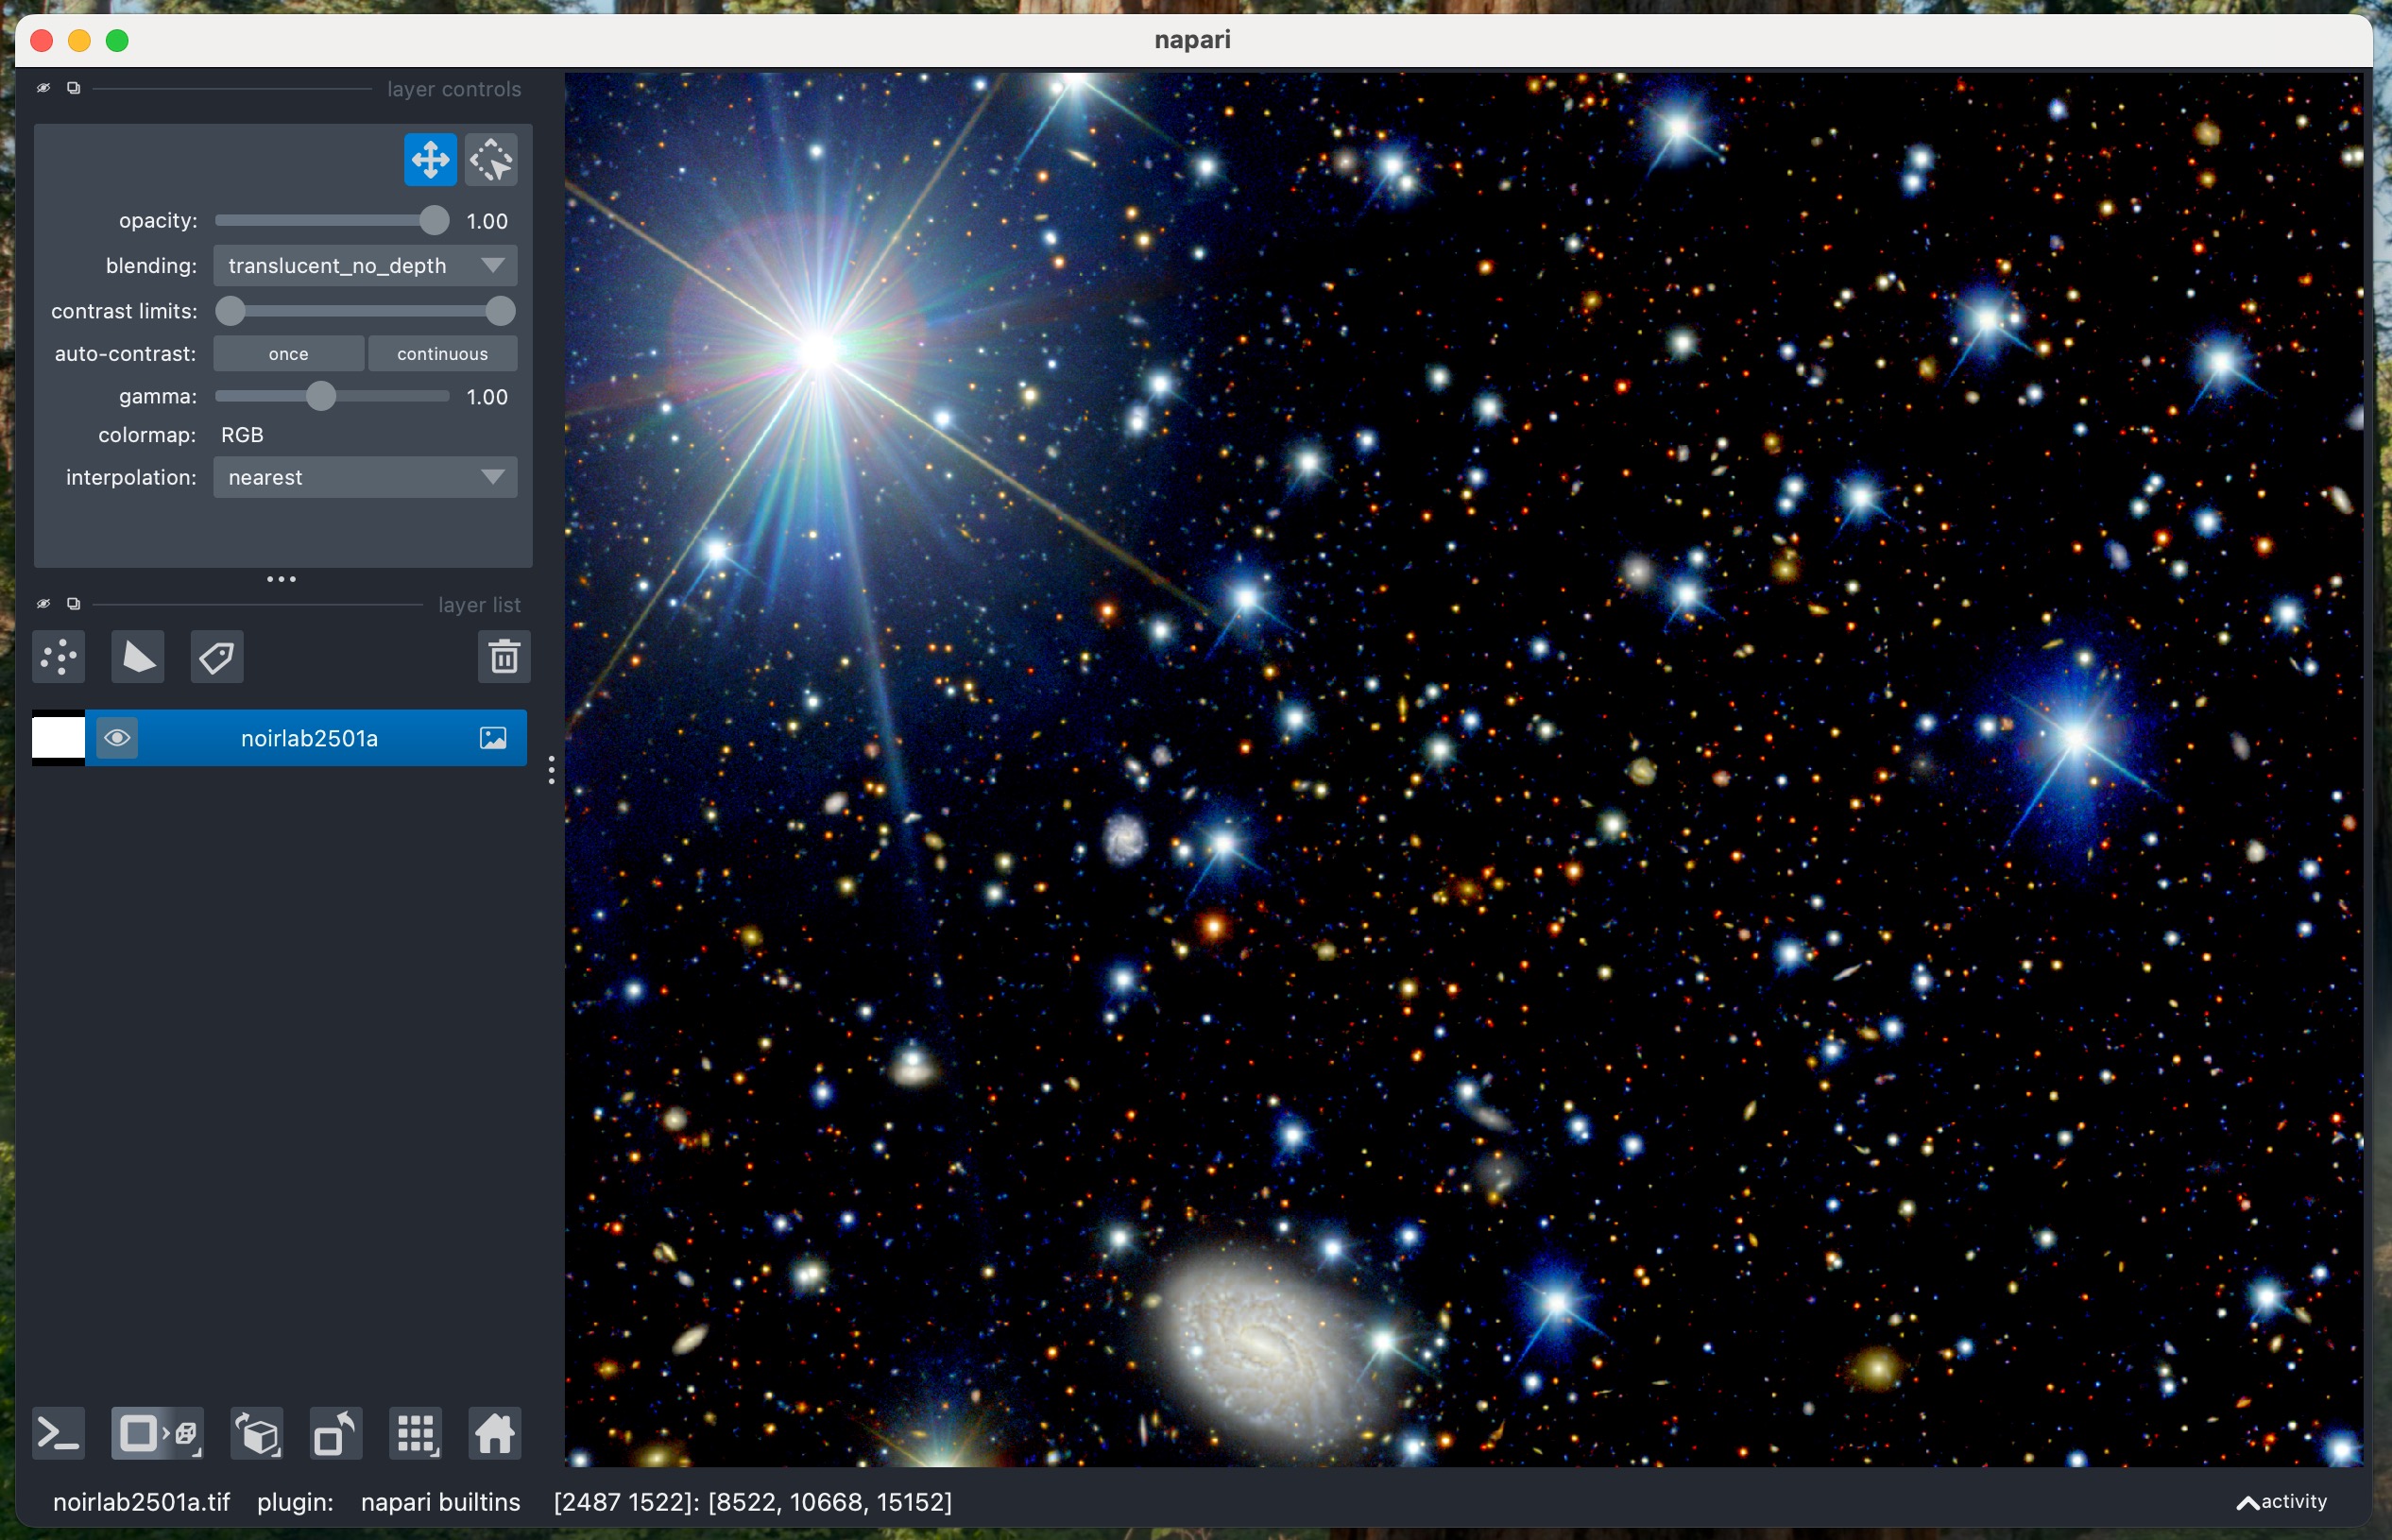 napari
layer controls
opacity: 1.00
blending: translucent_no_depth
contrast limits:
auto-contrast: once continuous
gamma: 1.00
colormap: RGB
interpolation: nearest
layer list
noirlab2501a
noirlab2501a.tif plugin: napari builtins [2487 1522]: [8522, 10668, 15152] activity